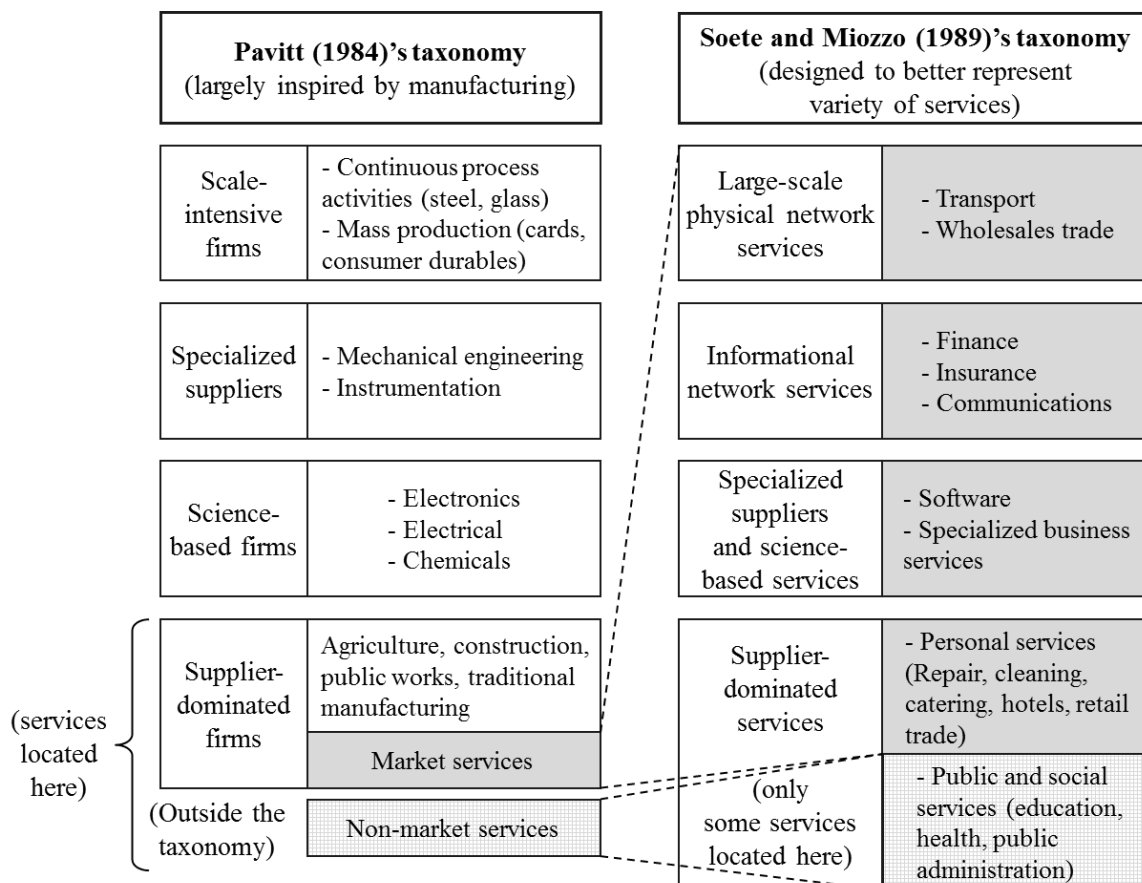 Pavitt (1984)'s taxonomy
(largely inspired by manufacturing)
Soete and Miozzo (1989)'s taxonomy
(designed to better represent
variety of services)
Scale-
intensive
firms
- Continuous process
activities (steel, glass)
- Mass production (cards,
consumer durables)
Large-scale
physical network
services
- Transport
- Wholesales trade
Specialized
suppliers
- Mechanical engineering
- Instrumentation
Informational
network services
- Finance
- Insurance
- Communications
Science-
based firms
- Electronics
- Electrical
- Chemicals
Specialized
suppliers
and science-
based services
- Software
- Specialized business
services
(services
located
here)
Supplier-
dominated
firms
Agriculture, construction,
public works, traditional
manufacturing
Market services
(Outside the
taxonomy)
Non-market services
Supplier-
dominated
services
(only
some services
located here)
- Personal services
(Repair, cleaning,
catering, hotels, retail
trade)
- Public and social
services (education,
health, public
administration)